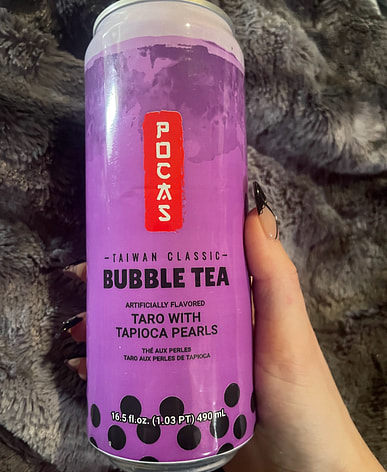 POCAS
-TAIWAN CLASSIC-
BUBBLE TEA
ARTIFICIALLY FLAVORED
TARO WITH
TAPIOCA PEARLS
THÉ AUX PERLES
TARO AUX PERLES DE TAPIOCA
16.5 fl.oz. (1.03 PT) 490 mL